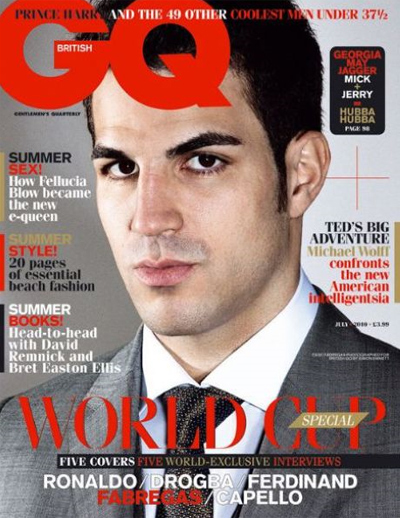 PRINCE HARRY AND THE 49 OTHER COOLEST MEN UNDER 37½
GQ
BRITISH
GENTLEMEN'S QUARTERLY
GEORGIA
MAY
JAGGER
MICK
+
JERRY
=
HUBBA
HUBBA
PAGE 98
SUMMER
SEX!
How Fellucia
Blow became
the new
e-queen
SUMMER
STYLE!
20 pages
of essential
beach fashion
SUMMER
BOOKS!
Head-to-head
with David
Remnick and
Bret Easton Ellis
TED'S BIG
ADVENTURE
Michael Wolff
confronts
the new
American
intelligentsia
JULY 2010 £3.99
WORLD CUP
SPECIAL
FIVE COVERS FIVE WORLD-EXCLUSIVE INTERVIEWS
RONALDO/DROGBA/FERDINAND
FABREGAS/CAPELLO